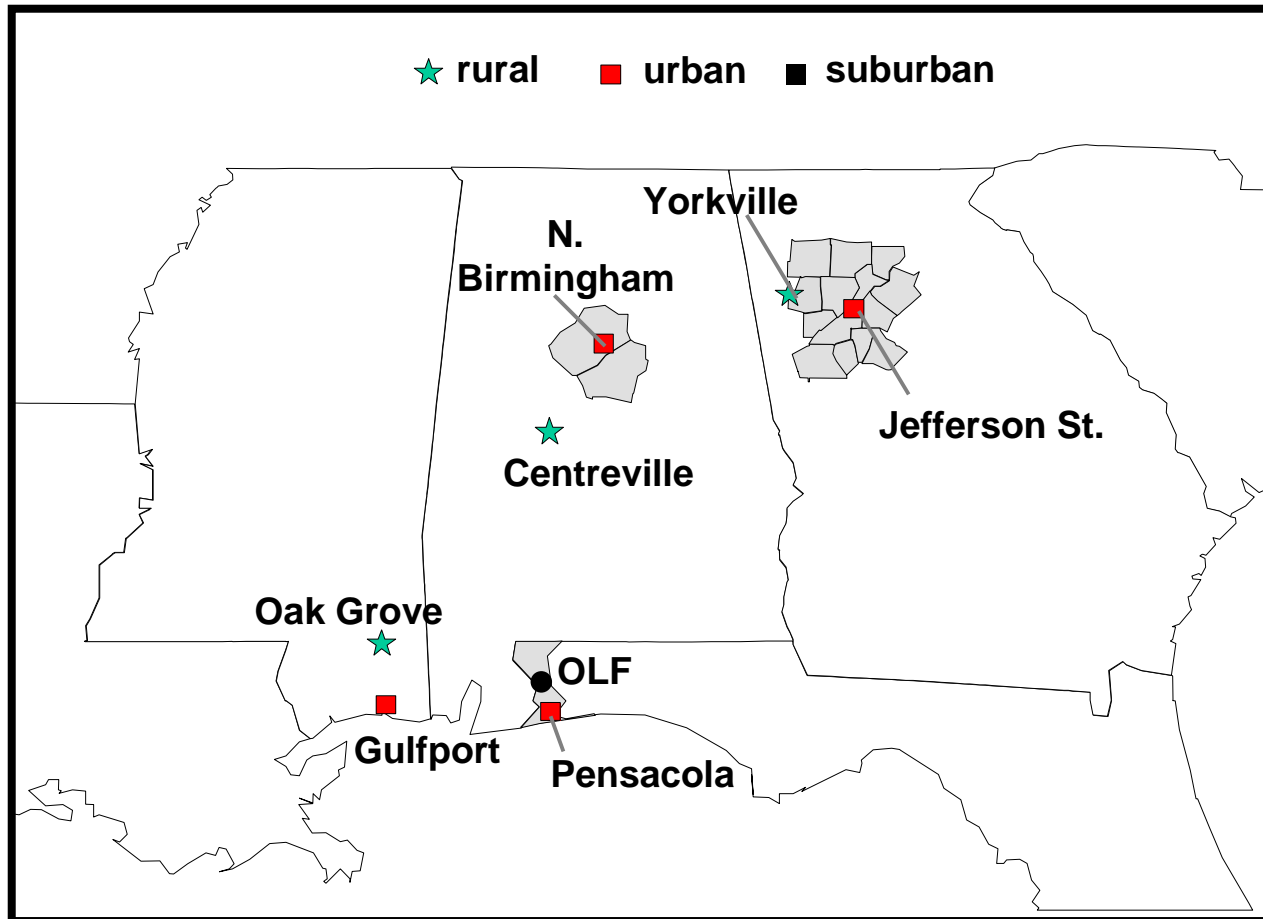 rural urban suburban
Yorkville
N.
Birmingham
Jefferson St.
Centreville
Oak Grove
OLF
Gulfport
Pensacola